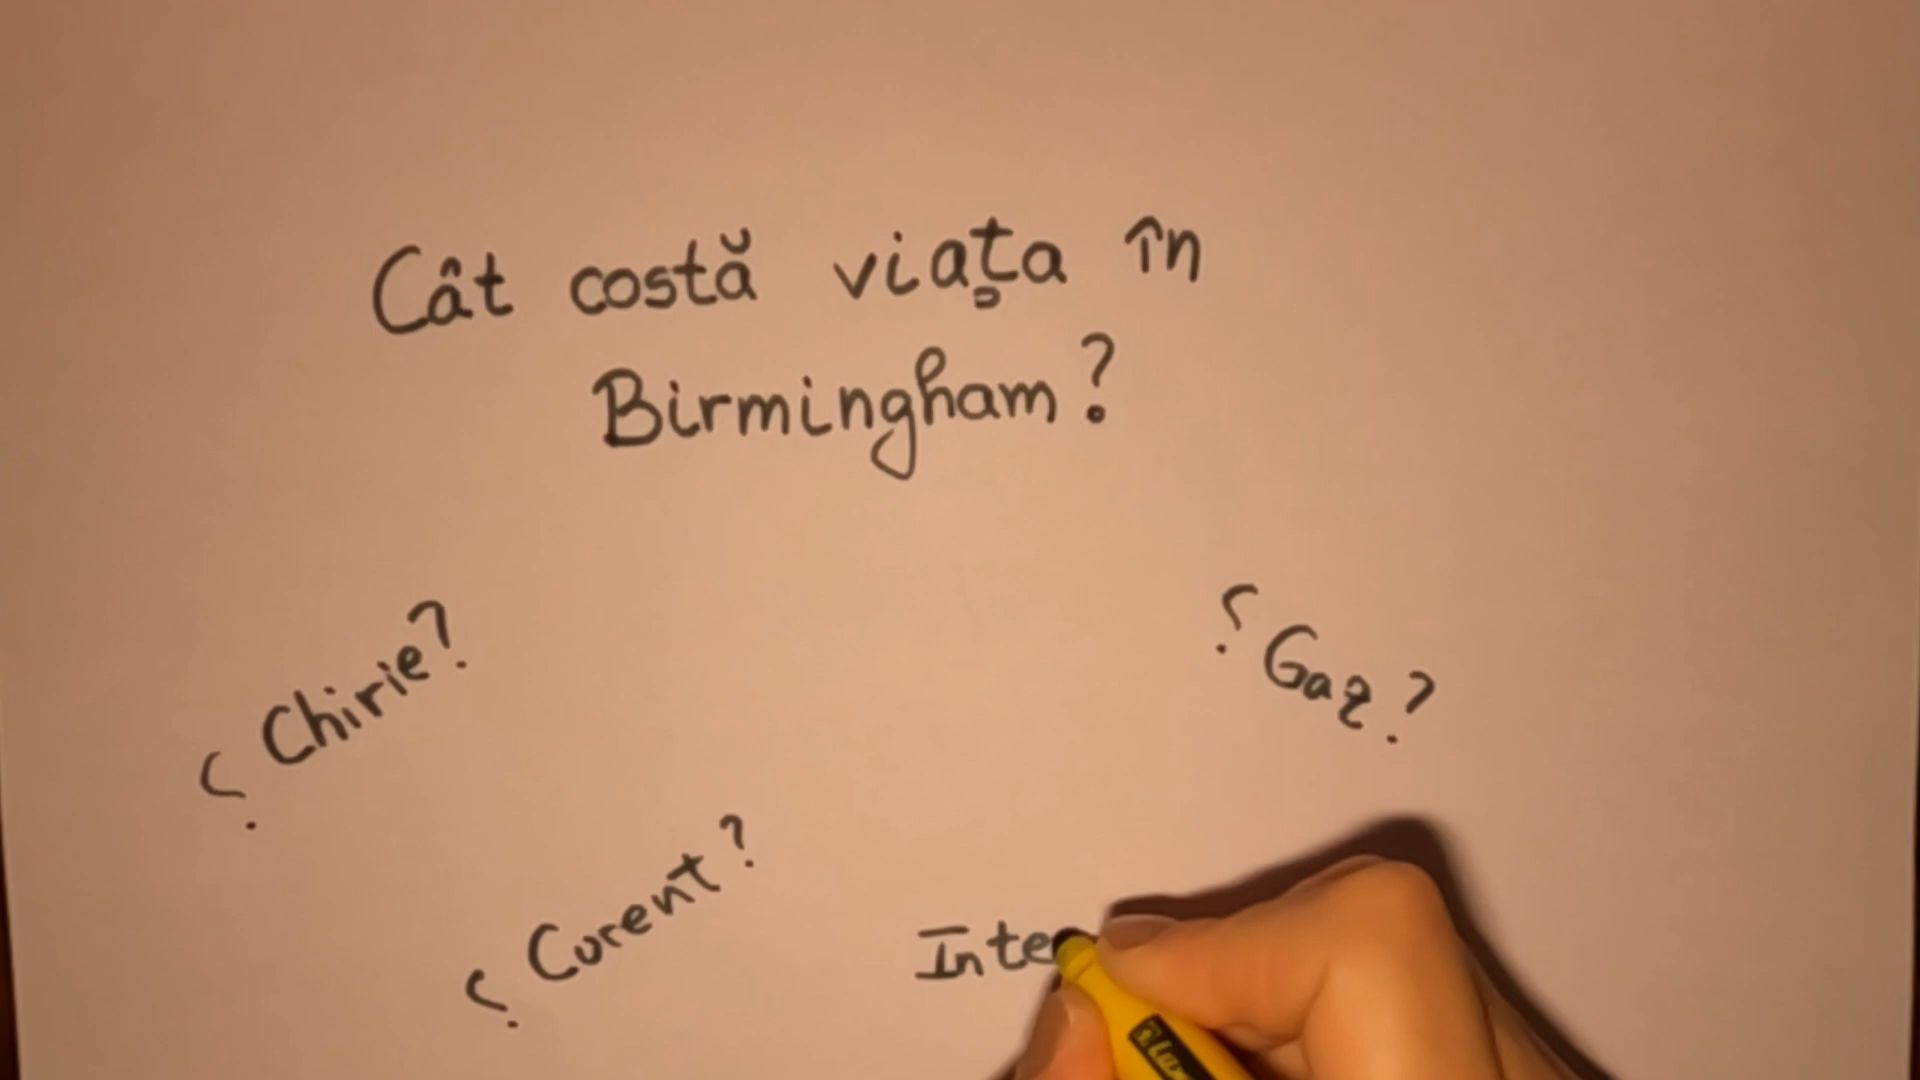 Cât costă viața în
Birmingham?
? Chirie?
? Gaz?
? Curent?
Inte